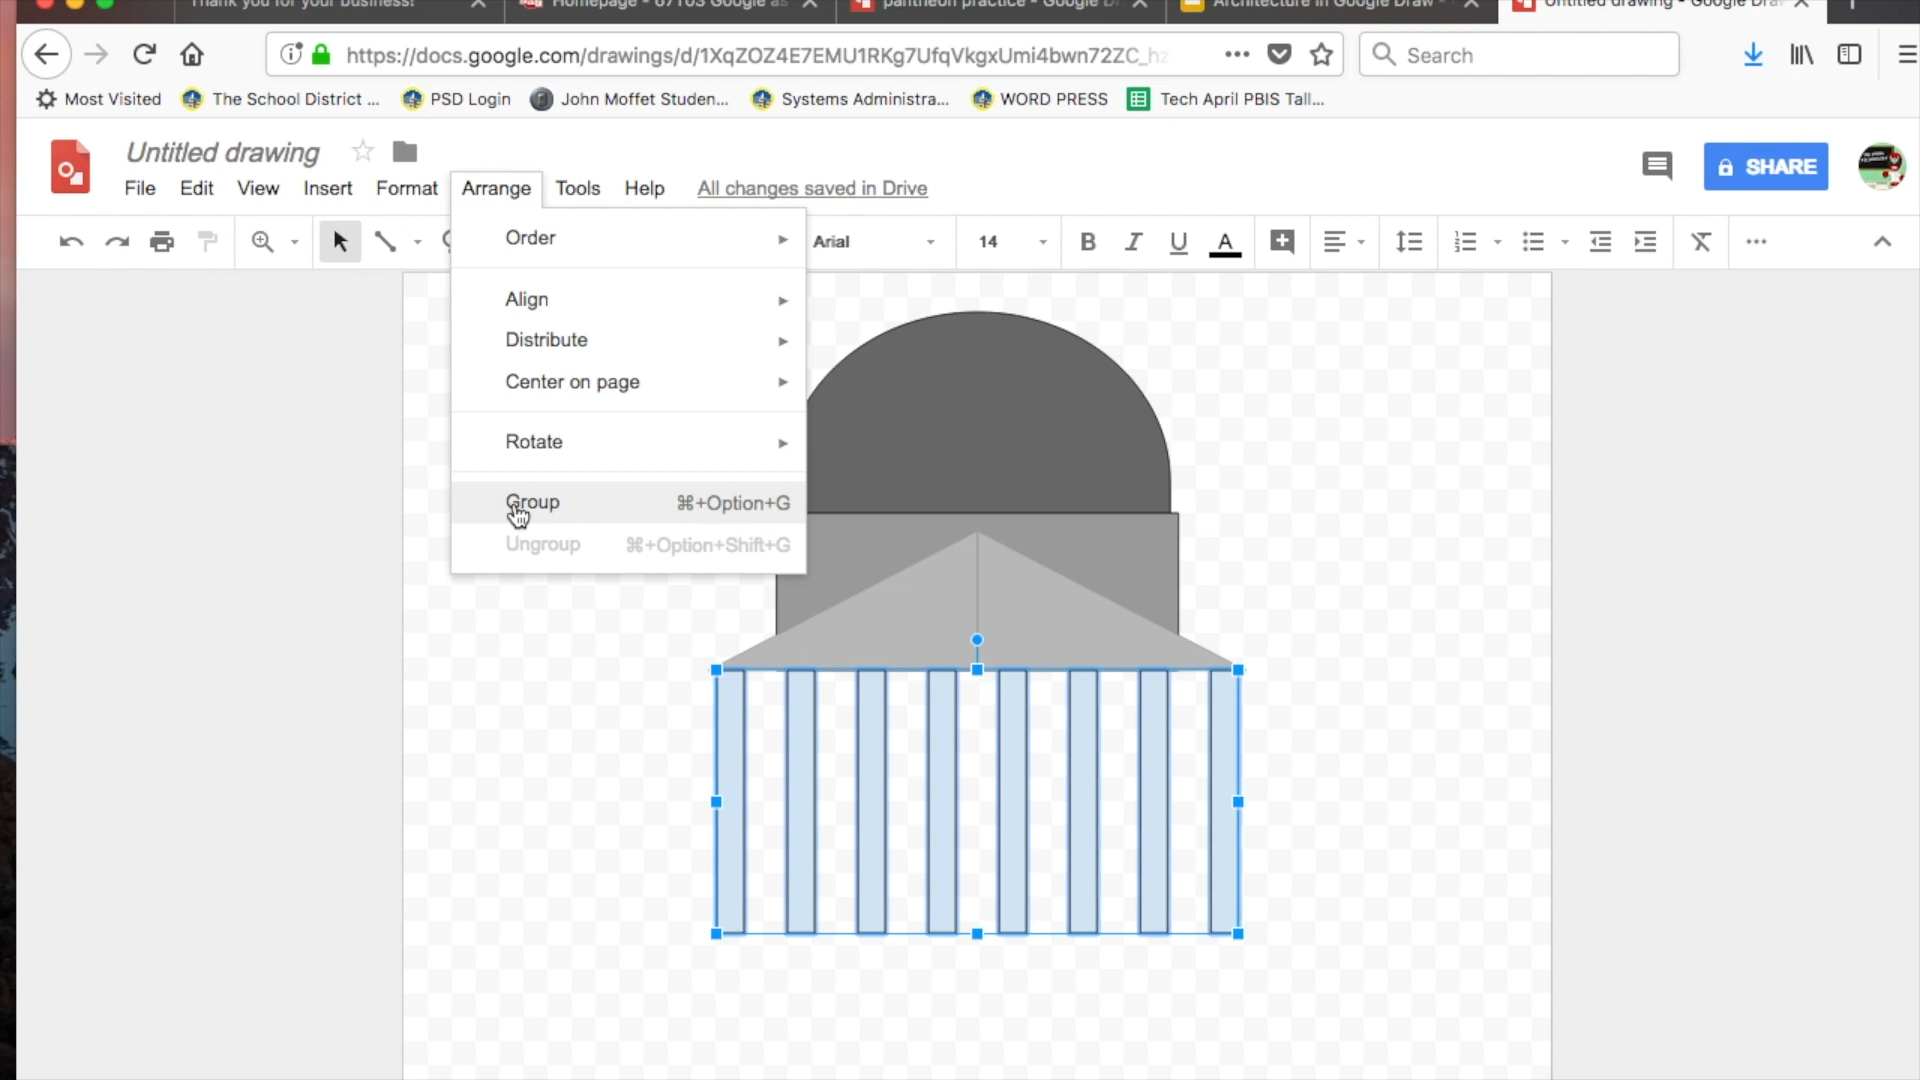 Thank you for your business!
Homepage - 67103 Google as
pantheon practice - Google Dr
Architecture in Google Draw -
Untitled drawing - Google Draw
https://docs.google.com/drawings/d/1XqZOZ4E7EMU1RKg7UfqVkgxUmi4bwn72ZC_hz
Search
Most Visited
The School District ...
PSD Login
John Moffet Studen...
Systems Administra...
WORD PRESS
Tech April PBIS Tall...
Untitled drawing
SHARE
File Edit View Insert Format Arrange Tools Help All changes saved in Drive
Arial 14 B I U A
Order
Align
Distribute
Center on page
Rotate
Group ⌘+Option+G
Ungroup ⌘+Option+Shift+G